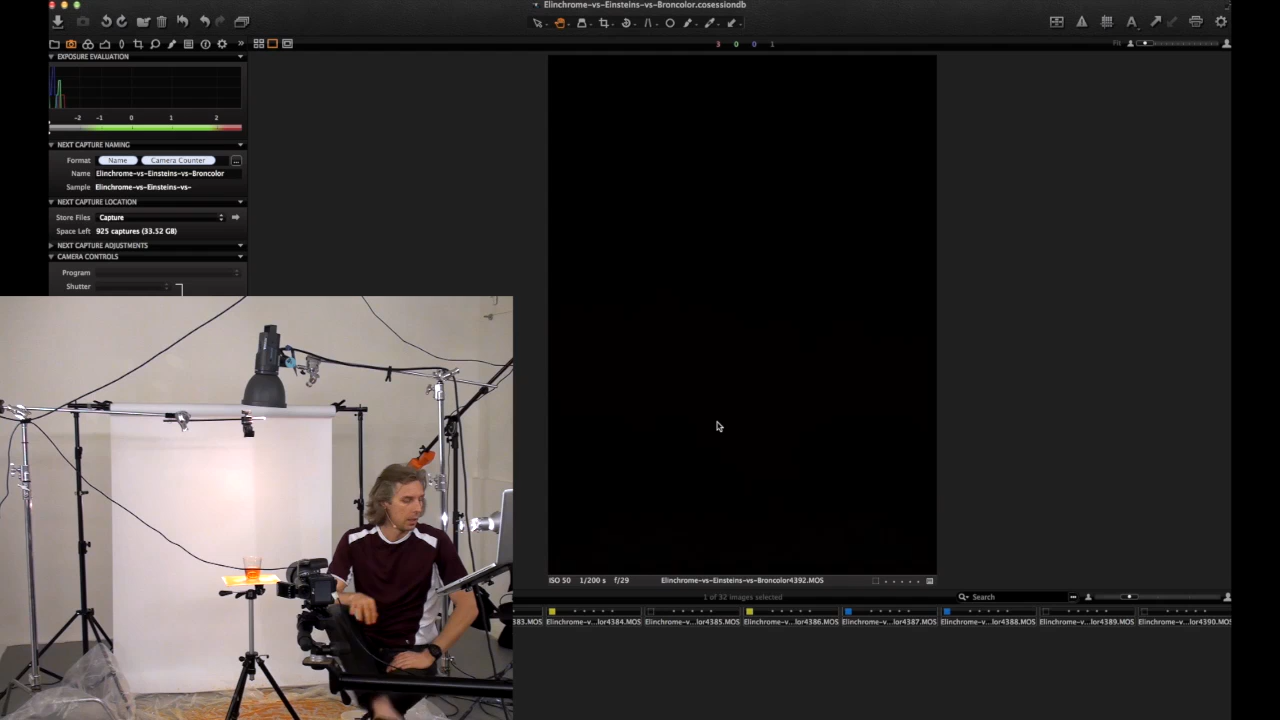 Elinchrome-vs-Einsteins-vs-Broncolor.cosessiondb
3 0 0 1
Fit
EXPOSURE EVALUATION
-2 -1 0 1 2
NEXT CAPTURE NAMING
Format Name Camera Counter ...
Name Elinchrome-vs-Einsteins-vs-Broncolor
Sample Elinchrome-vs-Einsteins-vs-
NEXT CAPTURE LOCATION
Store Files Capture
Space Left 925 captures (33.52 GB)
NEXT CAPTURE ADJUSTMENTS
CAMERA CONTROLS
Program
Shutter
ISO 50 1/200 s f/29 Elinchrome-vs-Einsteins-vs-Broncolor4392.MOS
1 of 32 images selected
Search
383.MOS Elinchrome-v...lor4384.MOS Elinchrome-v...lor4385.MOS Elinchrome-v...lor4386.MOS Elinchrome-v...lor4387.MOS Elinchrome-v...lor4388.MOS Elinchrome-v...lor4389.MOS Elinchrome-v...lor4390.MOS